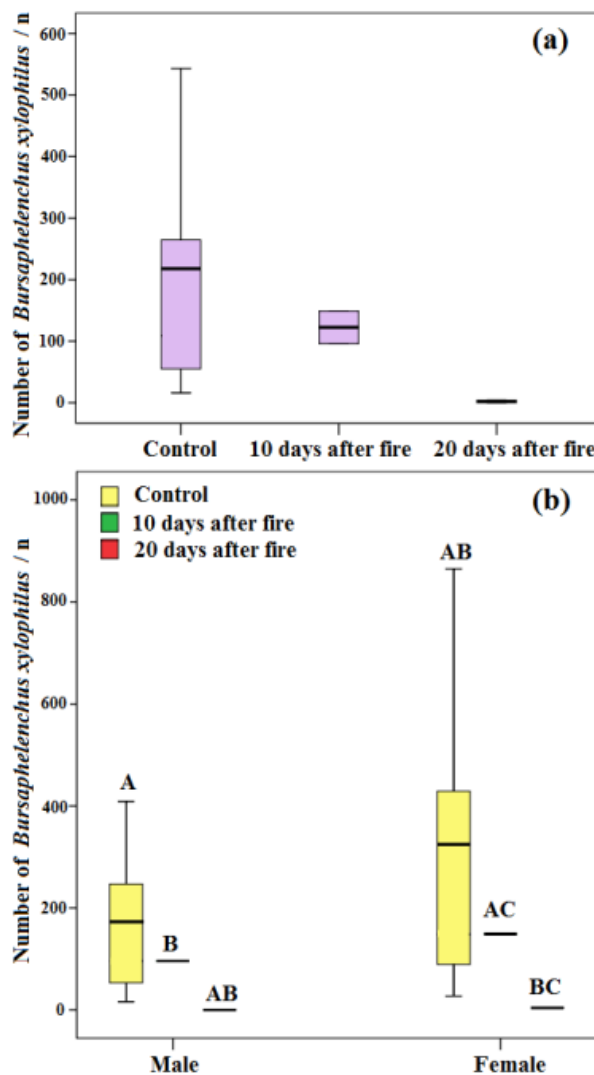 (a)
Number of Bursaphelenchus xylophilus / n
600
500
400
300
200
100
0
Control 10 days after fire 20 days after fire
(b)
Control
10 days after fire
20 days after fire
Number of Bursaphelenchus xylophilus / n
1000
800
600
400
200
0
A
B
AB
AB
AC
BC
Male Female